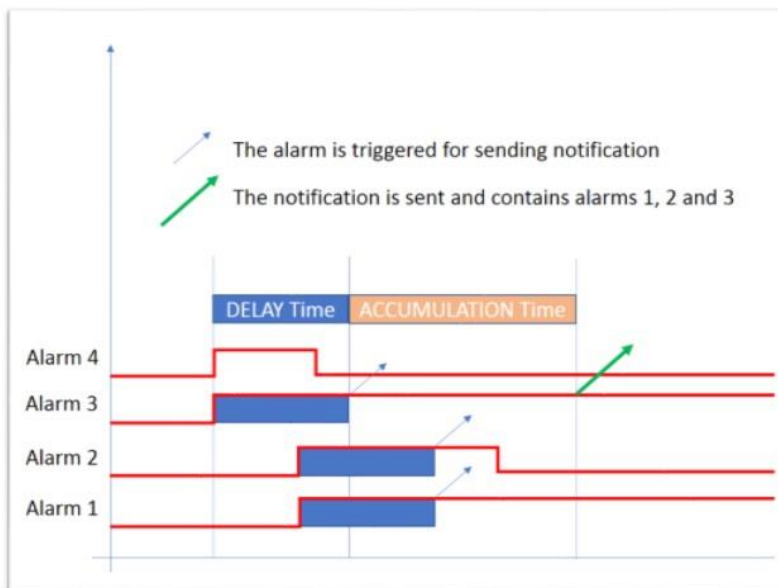 The alarm is triggered for sending notification
The notification is sent and contains alarms 1, 2 and 3
DELAY Time ACCUMULATION Time
Alarm 4
Alarm 3
Alarm 2
Alarm 1